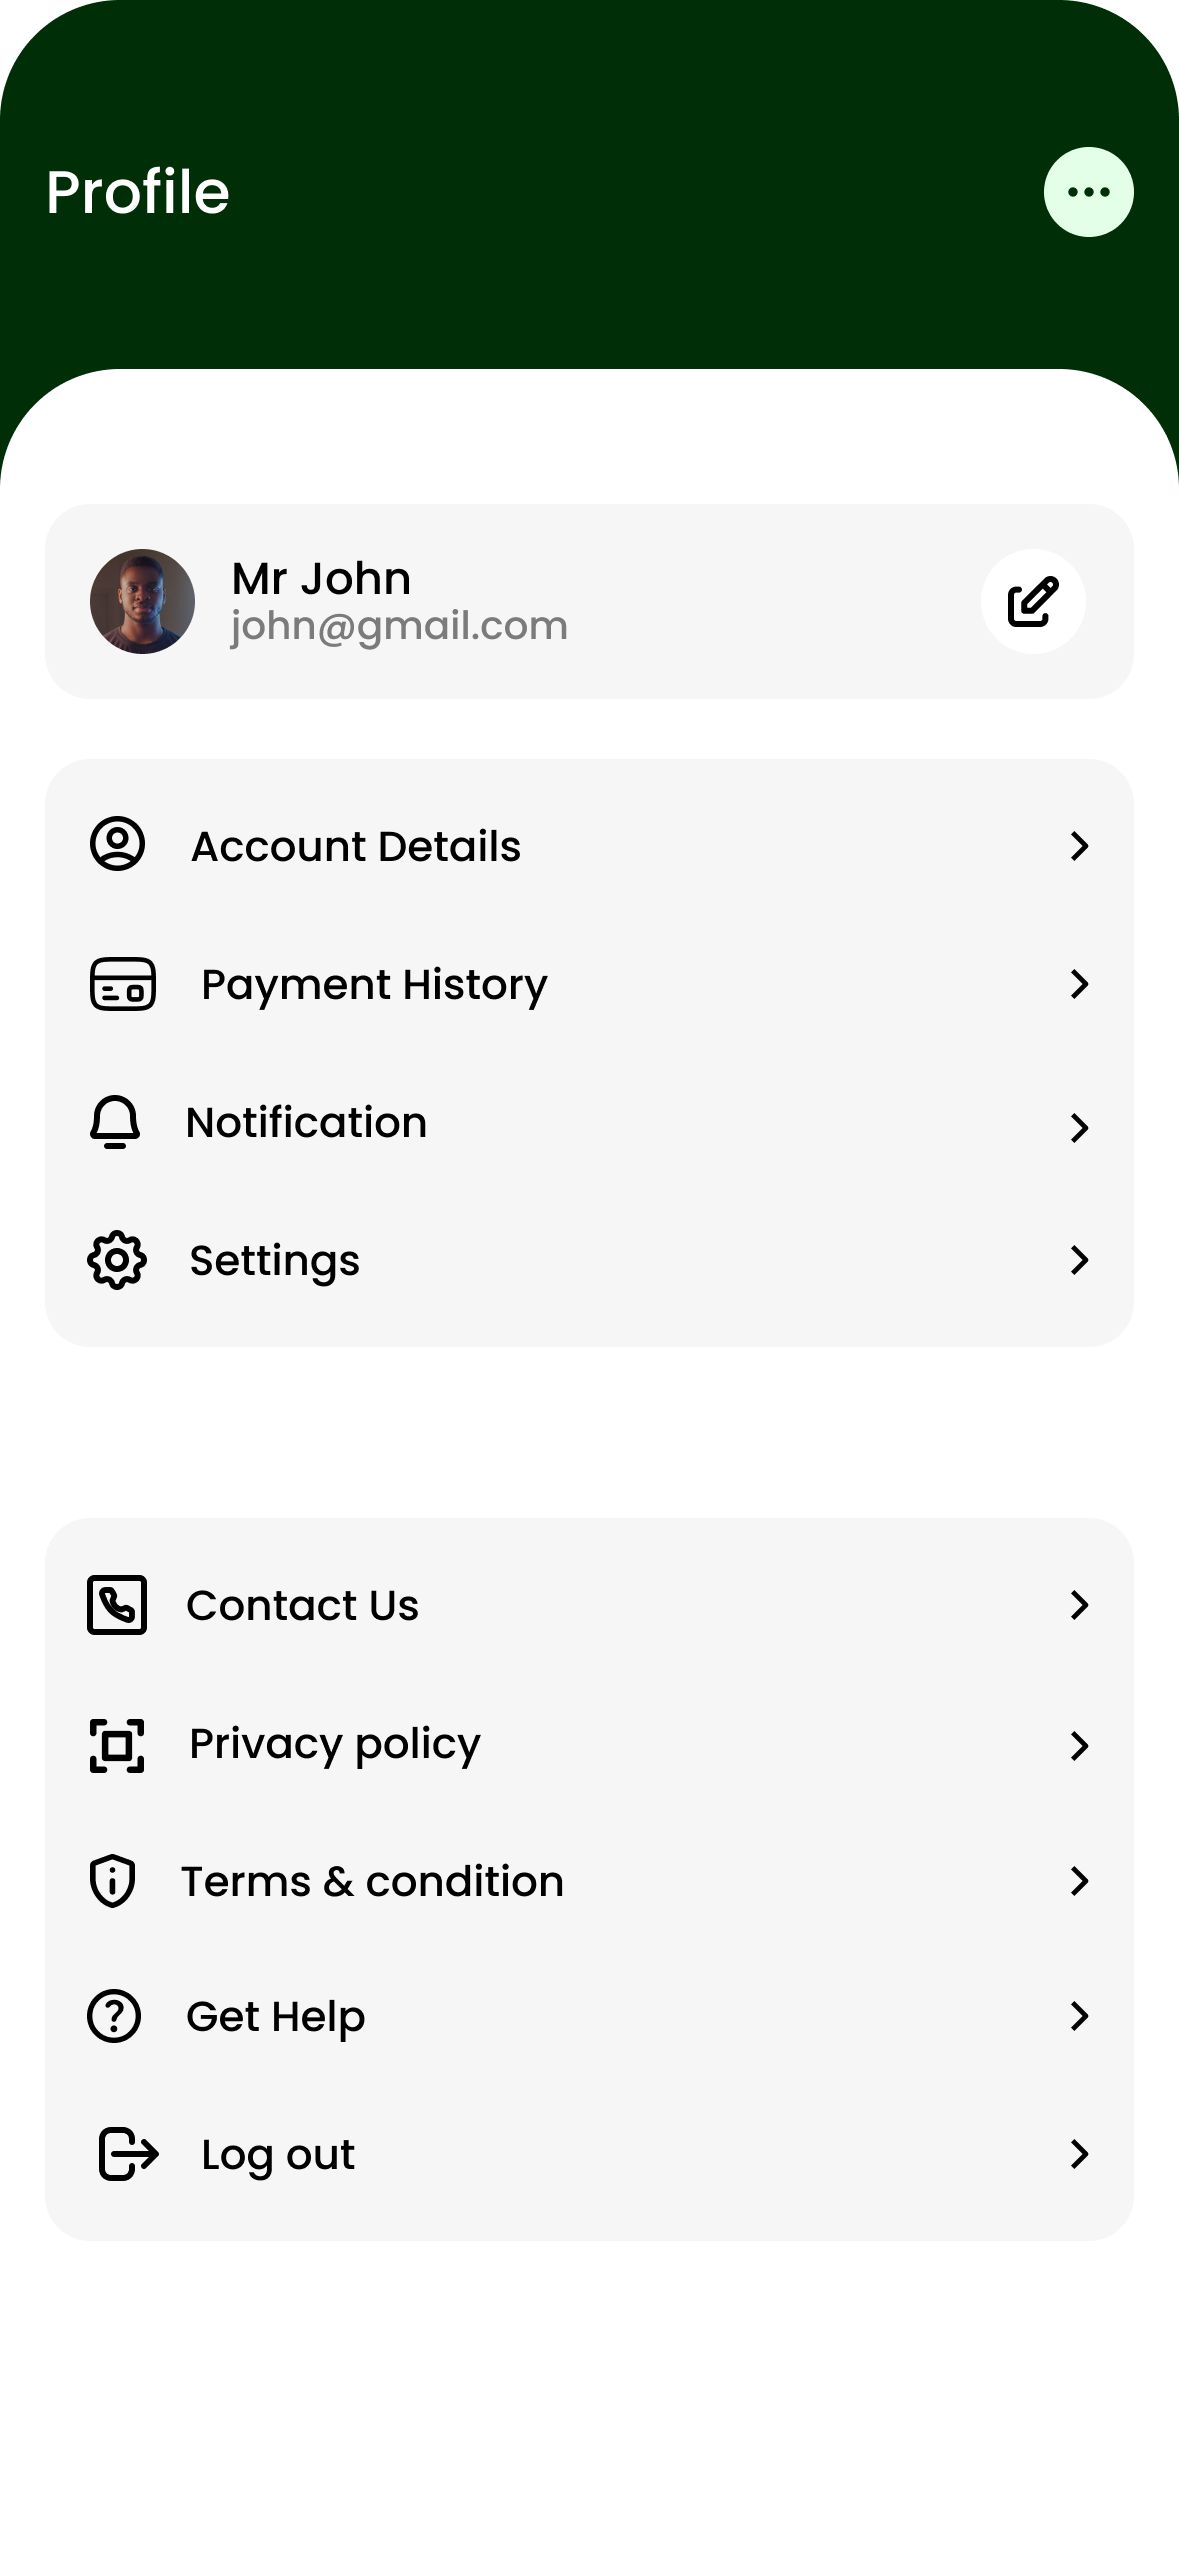 Profile
Mr John
john@gmail.com
Account Details
Payment History
Notification
Settings
Contact Us
Privacy policy
Terms & condition
Get Help
Log out